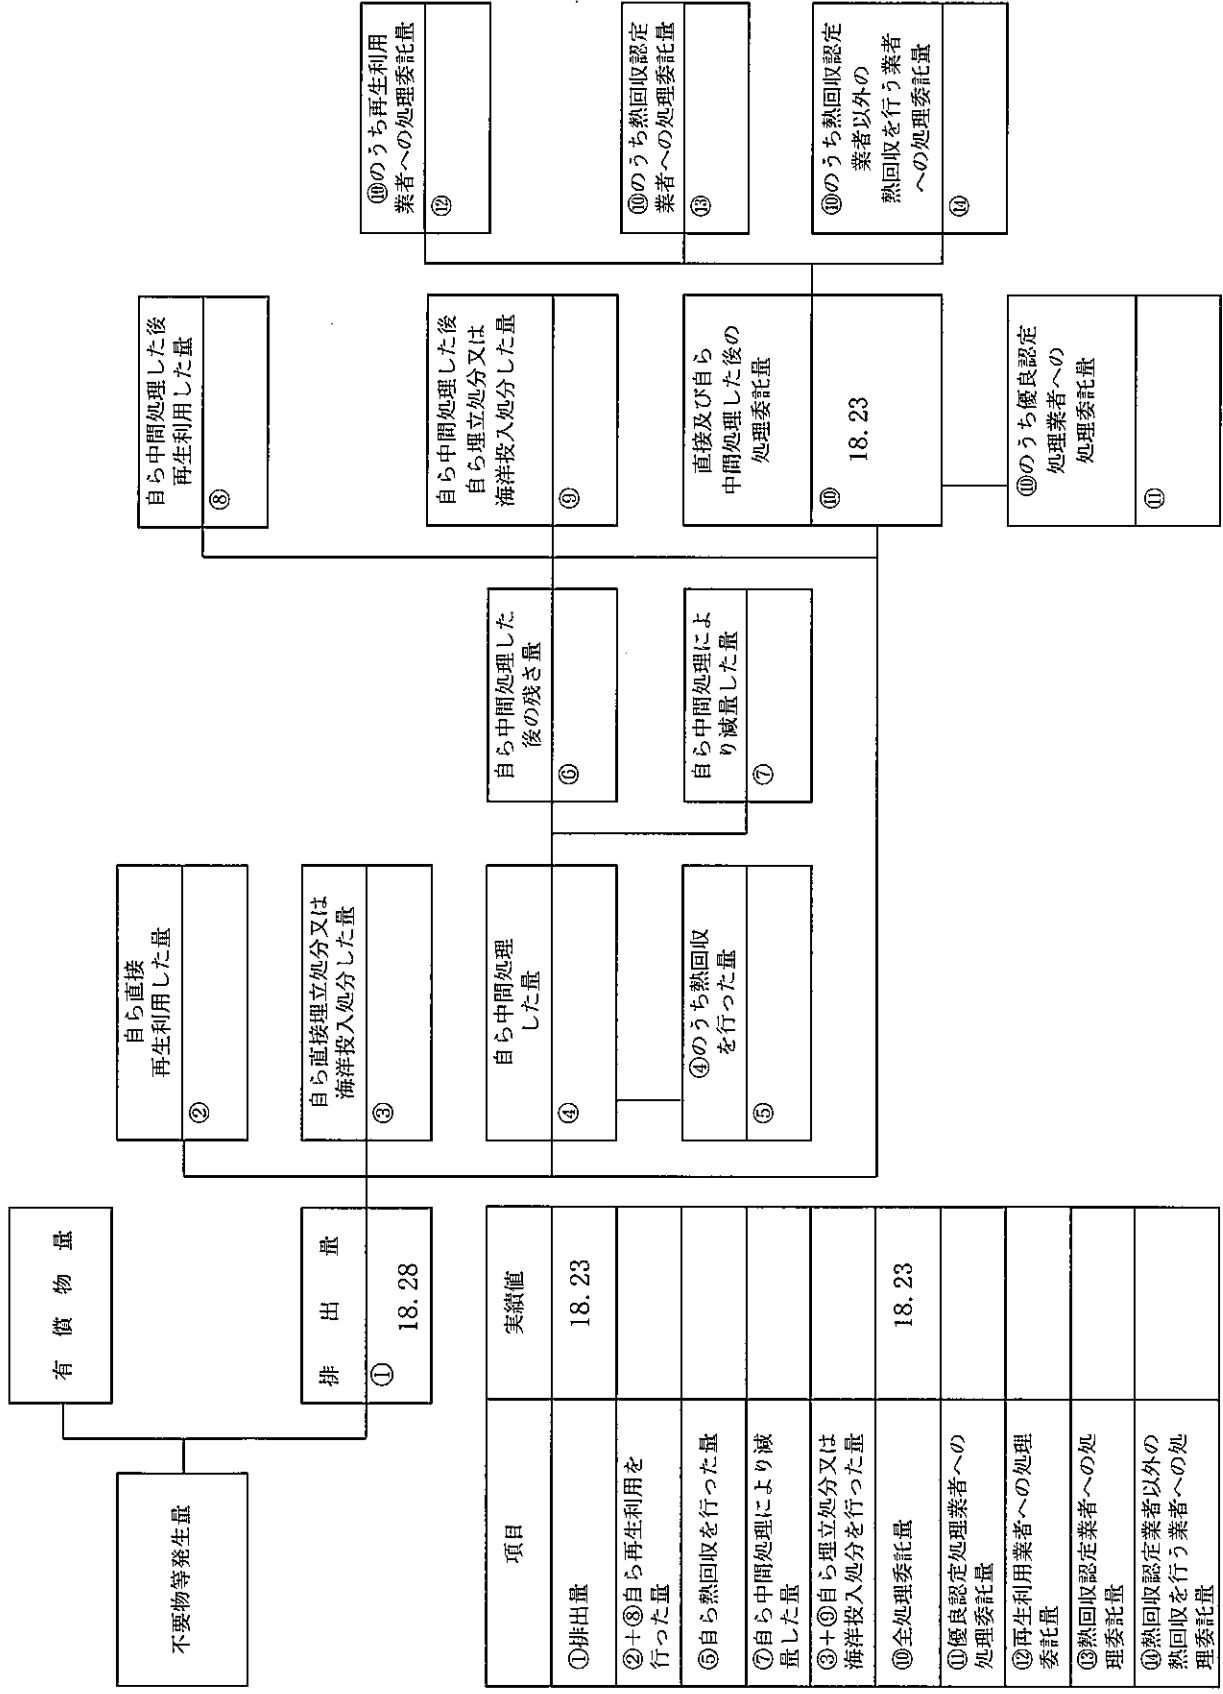 不要物等発生量
有償物量
排出量
①
18.28
自ら直接
再生利用した量
②
自ら直接埋立処分又は
海洋投入処分した量
③
自ら中間処理
した量
④
④のうち熱回収
を行った量
⑤
自ら中間処理した
後の残さ量
⑥
自ら中間処理によ
り減量した量
⑦
自ら中間処理した後
再生利用した量
⑧
自ら中間処理した後
自ら埋立処分又は
海洋投入処分した量
⑨
直接及び自ら
中間処理した後の
処理委託量
⑩
18.23
⑩のうち優良認定
処理業者への
処理委託量
⑪
⑩のうち再生利用
業者への処理委託量
⑫
⑩のうち熱回収認定
業者への処理委託量
⑬
⑩のうち熱回収認定
業者以外の
熱回収を行う業者
への処理委託量
⑭
項目 実績値
①排出量 18.23
②+⑧自ら再生利用を
行った量
⑤自ら熱回収を行った量
⑦自ら中間処理により減
量した量
③+⑨自ら埋立処分又は
海洋投入処分を行った量
⑩全処理委託量 18.23
⑪優良認定処理業者への
処理委託量
⑫再生利用業者への処理
委託量
⑬熱回収認定業者への処
理委託量
⑭熱回収認定業者以外の
熱回収を行う業者への処
理委託量